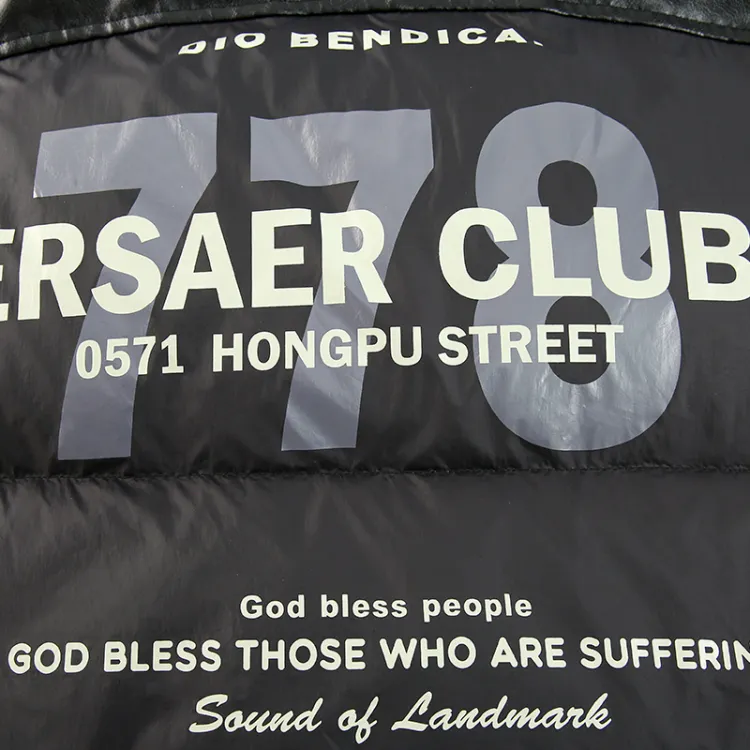 DIO BENDICA
778
ERSAER CLUB
0571 HONGPU STREET
God bless people
GOD BLESS THOSE WHO ARE SUFFERIN
Sound of Landmark